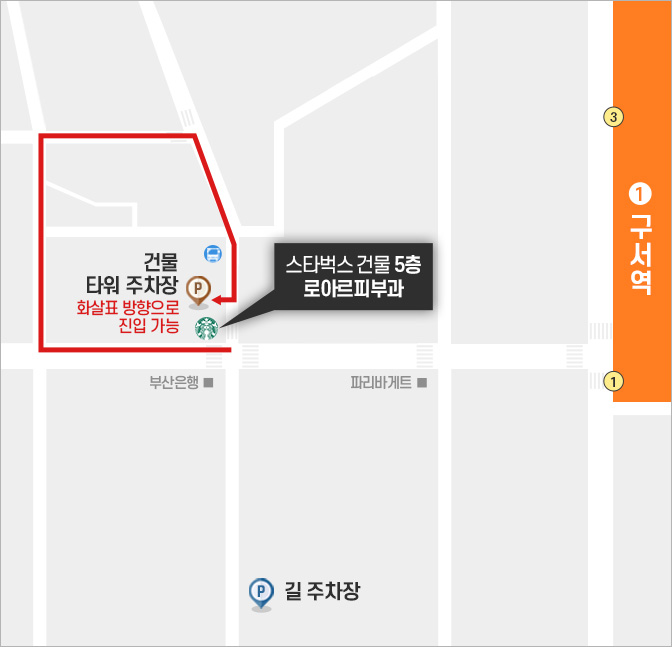 3
1
구서역
건물
타워 주차장
화살표 방향으로
진입 가능
P
스타벅스 건물 5층
로아르피부과
부산은행
파리바게트
1
P
길 주차장